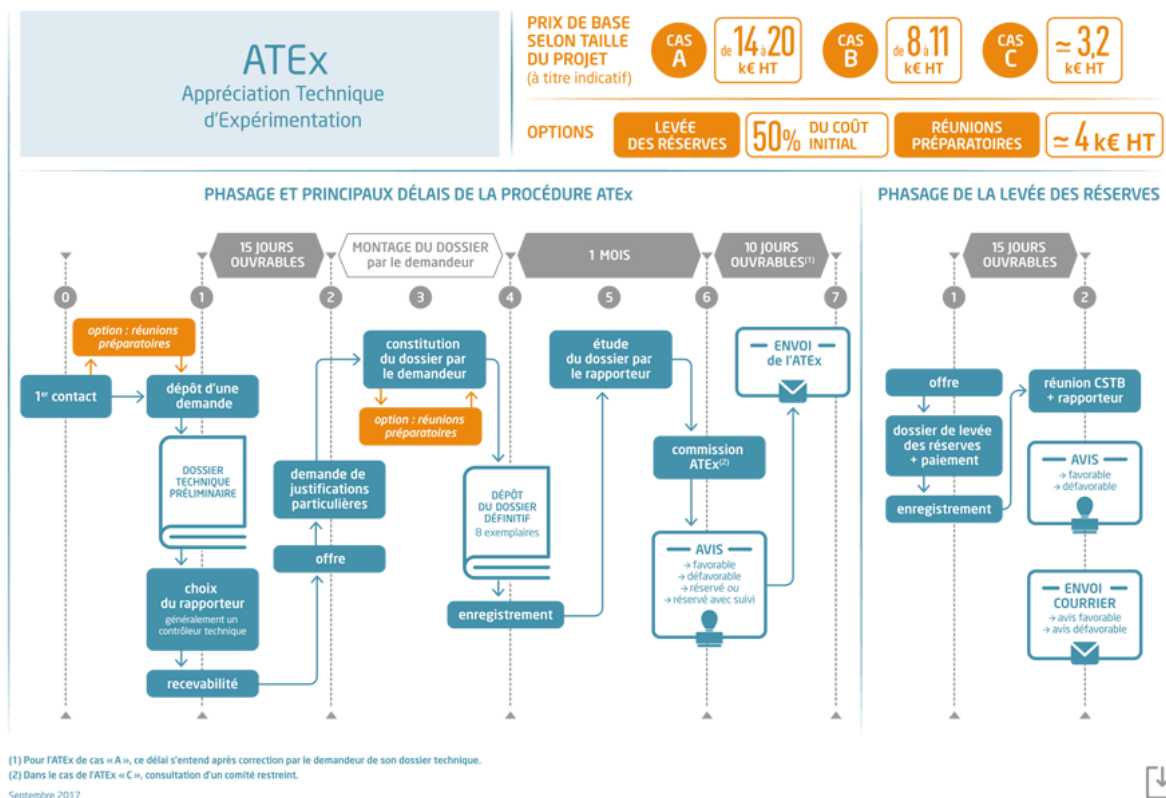 ATEx
Appréciation Technique
d'Expérimentation
PRIX DE BASE
SELON TAILLE
DU PROJET
(à titre indicatif)
CAS
A
de 14 à 20
k€ HT
CAS
B
de 8 à 11
k€ HT
CAS
C
≃ 3,2
k€ HT
OPTIONS
LEVÉE
DES RÉSERVES
50% DU COÛT
INITIAL
RÉUNIONS
PRÉPARATOIRES
≃ 4 k€ HT
PHASAGE ET PRINCIPAUX DÉLAIS DE LA PROCÉDURE ATEx
15 JOURS
OUVRABLES
MONTAGE DU DOSSIER
par le demandeur
1 MOIS
10 JOURS
OUVRABLES(1)
0
1
2
3
4
5
6
7
option : réunions
préparatoires
1er contact
dépôt d'une
demande
DOSSIER
TECHNIQUE
PRÉLIMINAIRE
choix
du rapporteur
généralement un
contrôleur technique
recevabilité
offre
demande de
justifications
particulières
constitution
du dossier par
le demandeur
option : réunions
préparatoires
DÉPÔT
DU DOSSIER
DÉFINITIF
8 exemplaires
enregistrement
étude
du dossier par
le rapporteur
commission
ATEx(2)
AVIS
→ favorable
→ défavorable
→ réservé ou
→ réservé avec suivi
ENVOI
de l'ATEx
PHASAGE DE LA LEVÉE DES RÉSERVES
15 JOURS
OUVRABLES
1
2
offre
dossier de levée
des réserves
+ paiement
enregistrement
réunion CSTB
+ rapporteur
AVIS
→ favorable
→ défavorable
ENVOI
COURRIER
→ avis favorable
→ avis défavorable
(1) Pour l'ATEx de cas « A », ce délai s'entend après correction par le demandeur de son dossier technique.
(2) Dans le cas de l'ATEx « C », consultation d'un comité restreint.
Septembre 2017